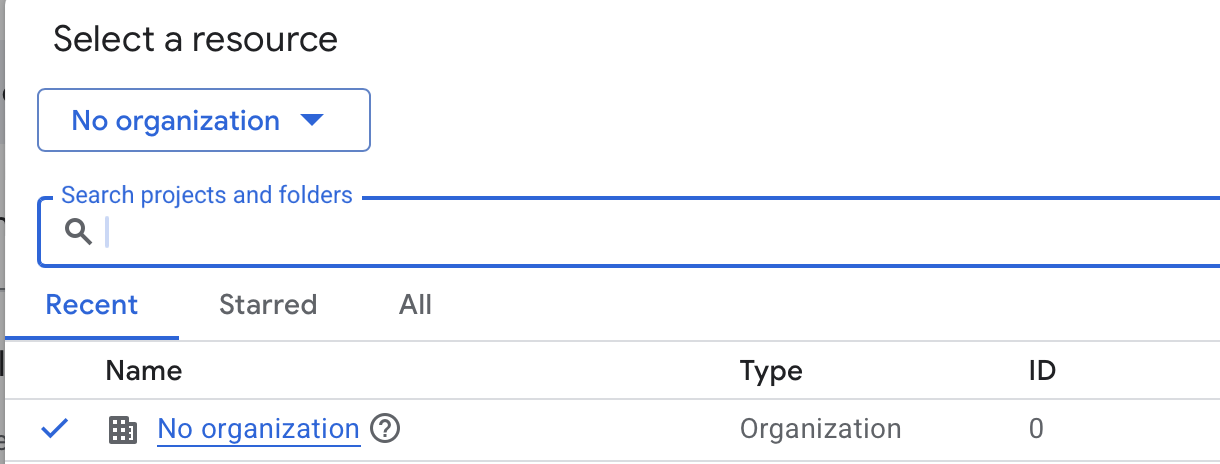 Select a resource
No organization
Search projects and folders
Recent Starred All
Name Type ID
No organization Organization 0